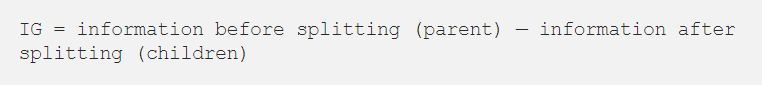 IG = information before splitting (parent) — information after
splitting (children)